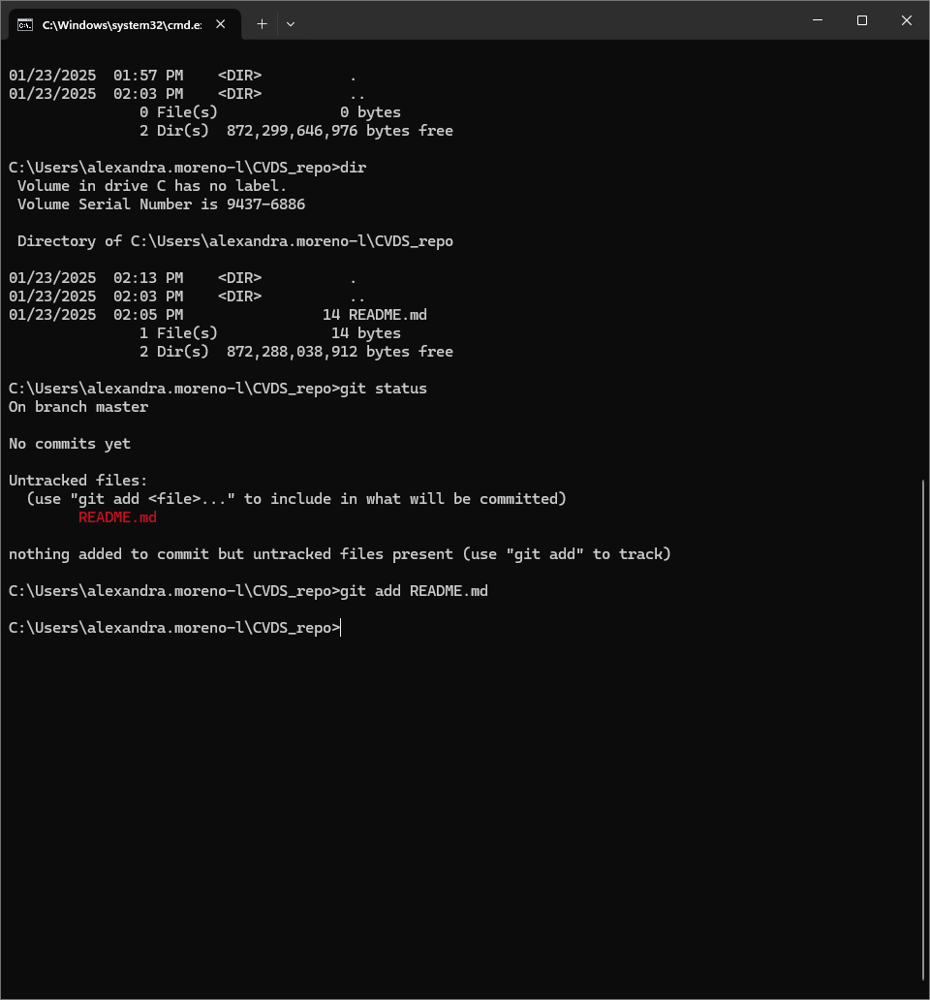 C:\Windows\system32\cmd.e:
01/23/2025  02:57 PM    <DIR>          .
01/23/2025  02:03 PM    <DIR>          ..
               0 File(s)              0 bytes
               2 Dir(s)  872,299,646,976 bytes free
C:\Users\alexandra.moreno-l\CVDS_repo>dir
 Volume in drive C has no label.
 Volume Serial Number is 9437-6886
 Directory of C:\Users\alexandra.moreno-l\CVDS_repo
01/23/2025  02:13 PM    <DIR>          .
01/23/2025  02:03 PM    <DIR>          ..
01/23/2025  02:05 PM                14 README.md
               1 File(s)             14 bytes
               2 Dir(s)  872,288,038,912 bytes free
C:\Users\alexandra.moreno-l\CVDS_repo>git status
On branch master
No commits yet
Untracked files:
  (use "git add <file>..." to include in what will be committed)
        README.md
nothing added to commit but untracked files present (use "git add" to track)
C:\Users\alexandra.moreno-l\CVDS_repo>git add README.md
C:\Users\alexandra.moreno-l\CVDS_repo>